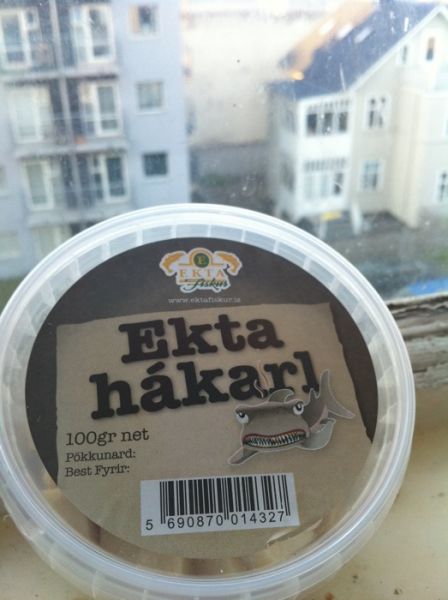 EKTA
Fiskur
www.ektafiskur.is
Ekta
hákarl
100gr net
Pökkunard:
Best Fyrir:
5 690870 014327